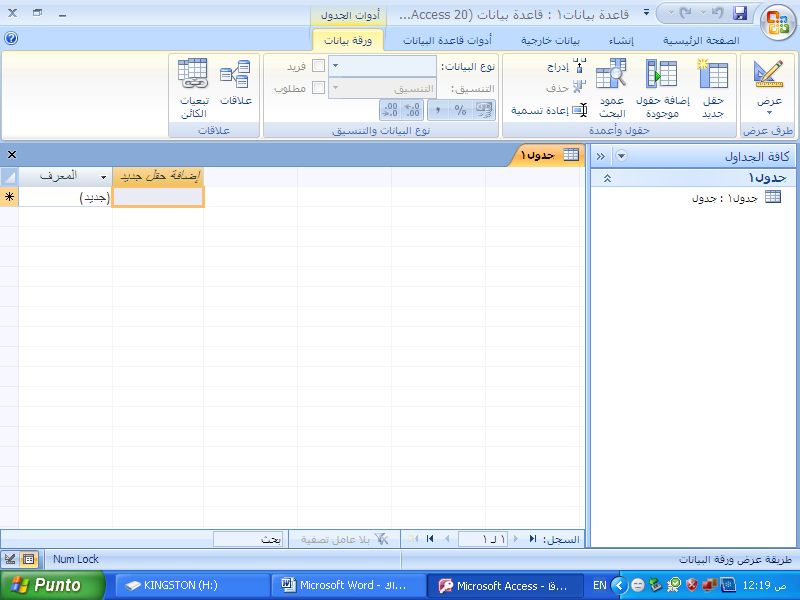 قاعدة بيانات١ : قاعدة بيانات (Access 20...
أدوات الجدول
الصفحة الرئيسية
إنشاء
بيانات خارجية
أدوات قاعدة البيانات
ورقة بيانات
عرض
طرف عرض
حقل جديد
إضافة حقول موجودة
عمود البحث
إدراج
حذف
إعادة تسمية
حقول وأعمدة
نوع البيانات:
فريد
التنسيق:
التنسيق
مطلوب
% , .00 .0 .00
نوع البيانات والتنسيق
علاقات
تبعيات الكائن
علاقات
كافة الجداول
جدول١
جدول١ : جدول
جدول١
المعرف
إضافة حقل جديد
(جديد)
السجل: ١ لـ ١
بلا عامل تصفية
بحث
طريقة عرض ورقة البيانات
Num Lock
Punto
KINGSTON (H:)
Microsoft Word - اك...
Microsoft Access - قا...
EN
12:19 ص